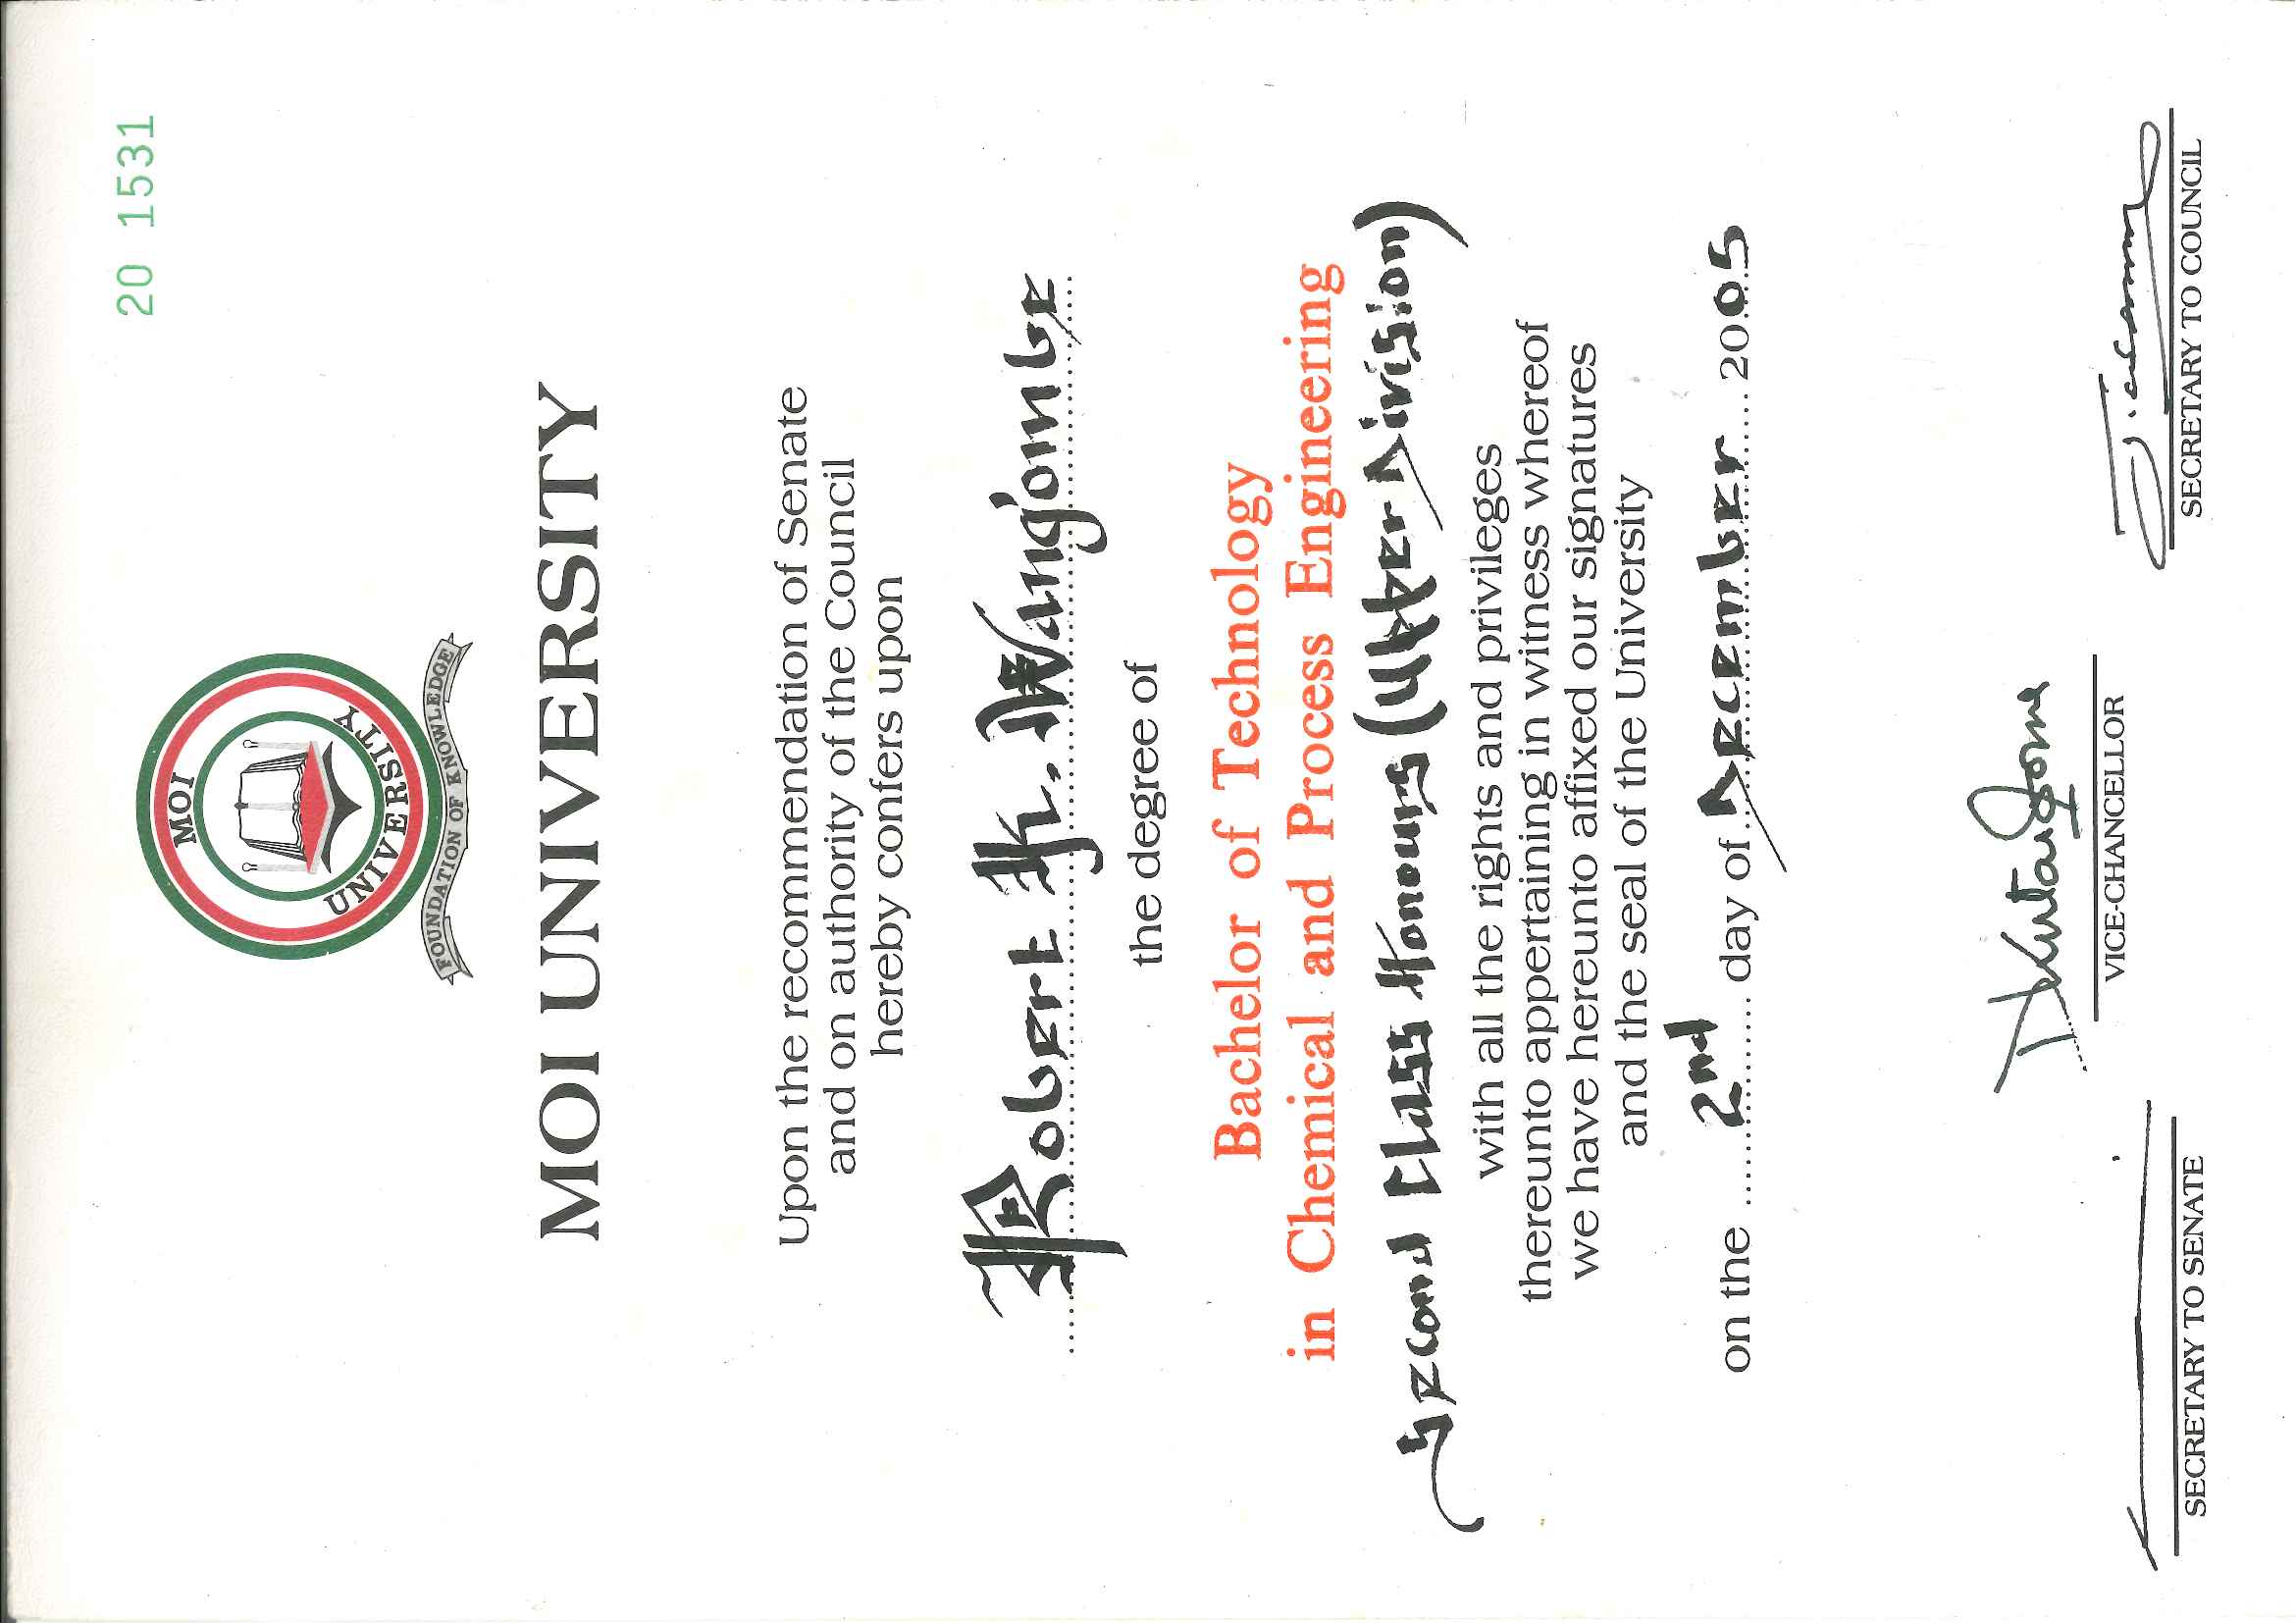 20 1531
MOI
UNIVERSITY
FOUNDATION OF KNOWLEDGE
MOI UNIVERSITY
Upon the recommendation of Senate
and on authority of the Council
hereby confers upon
Robert K. Wang'ombe
the degree of
Bachelor of Technology
in Chemical and Process Engineering
Second Class Honours (Upper Division)
with all the rights and privileges
thereunto appertaining in witness whereof
we have hereunto affixed our signatures
and the seal of the University
on the 2nd day of December 2005
VICE-CHANCELLOR
SECRETARY TO SENATE
SECRETARY TO COUNCIL